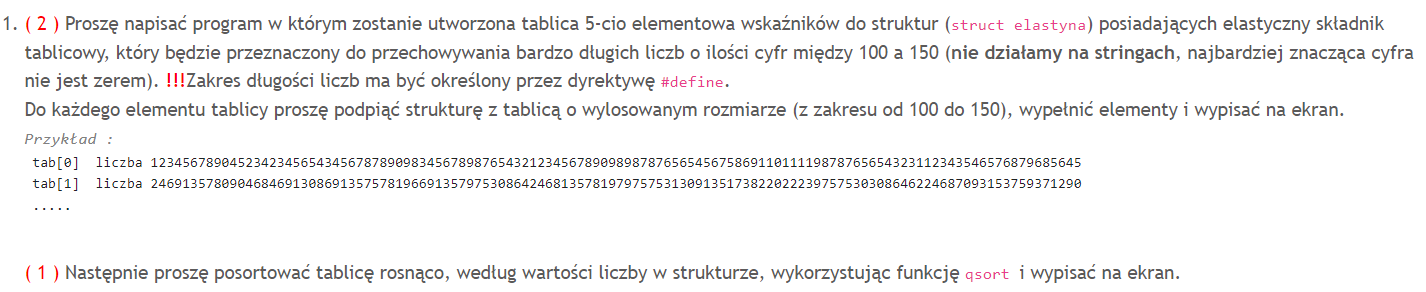 1. ( 2 ) Proszę napisać program w którym zostanie utworzona tablica 5-cio elementowa wskaźników do struktur (struct elastyna) posiadających elastyczny składnik
tablicowy, który będzie przeznaczony do przechowywania bardzo długich liczb o ilości cyfr między 100 a 150 (nie działamy na stringach, najbardziej znacząca cyfra
nie jest zerem). !!!Zakres długości liczb ma być określony przez dyrektywę #define.
Do każdego elementu tablicy proszę podpiąć strukturę z tablicą o wylosowanym rozmiarze (z zakresu od 100 do 150), wypełnić elementy i wypisać na ekran.
Przykład :
tab[0] liczba 1234567890452342345654345678789098345678987654321234567890989878765654567586911011119878765654323112343546576879685645
tab[1] liczba 2469135780904684691308691357578196691357975308642468135781979757531309135173822022239757530308646224687093153759371290
.....
( 1 ) Następnie proszę posortować tablicę rosnąco, według wartości liczby w strukturze, wykorzystując funkcję qsort i wypisać na ekran.